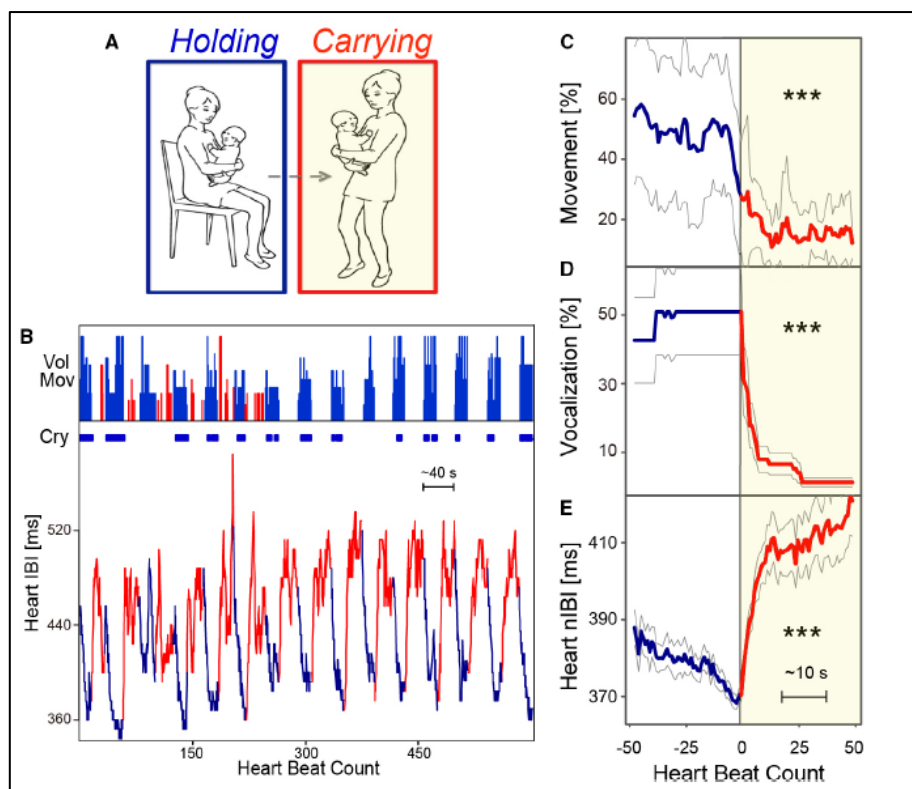 A
Holding
Carrying
B
Vol
Mov
Cry
~40 s
Heart IBI [ms]
520
440
360
150
300
450
Heart Beat Count
C
Movement [%]
60
40
20
***
D
Vocalization [%]
50
30
10
***
E
Heart nIBI [ms]
410
390
370
***
~10 s
-50
-25
0
25
50
Heart Beat Count